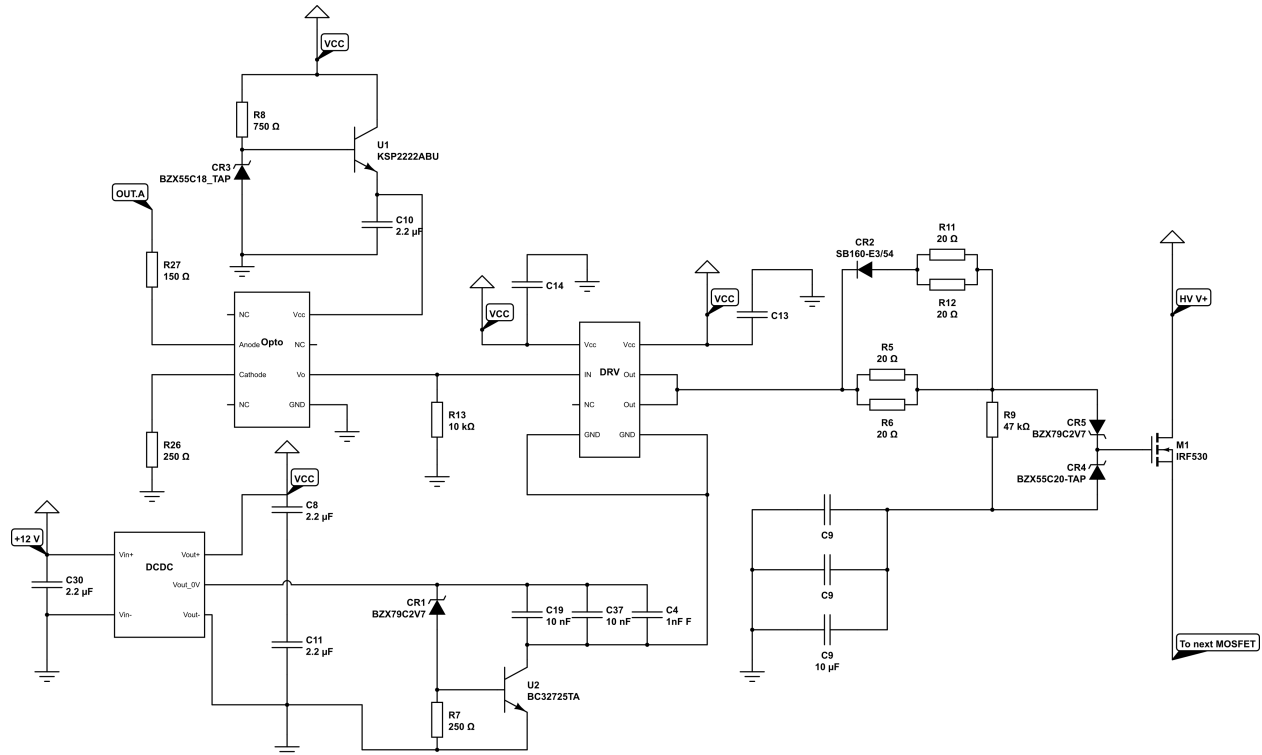 VCC
R8
750 Ω
U1
KSP2222ABU
CR3
BZX55C18_TAP
OUT.A
C10
2.2 µF
R27
150 Ω
NC
Vcc
Anode
Opto
NC
Cathode
Vo
NC
GND
R26
250 Ω
R13
10 kΩ
C14
VCC
VCC
C13
Vcc
Vcc
IN
DRV
Out
NC
Out
GND
GND
CR2
SB160-E3/54
R11
20 Ω
R12
20 Ω
R5
20 Ω
R6
20 Ω
R9
47 kΩ
CR5
BZX79C2V7
CR4
BZX55C20-TAP
HV V+
M1
IRF530
To next MOSFET
C9
C9
C9
10 µF
VCC
C8
2.2 µF
+12 V
C30
2.2 µF
Vin+
Vout+
DCDC
Vout_0V
Vin-
Vout-
C11
2.2 µF
CR1
BZX79C2V7
C19
10 nF
C37
10 nF
C4
1nF F
U2
BC32725TA
R7
250 Ω